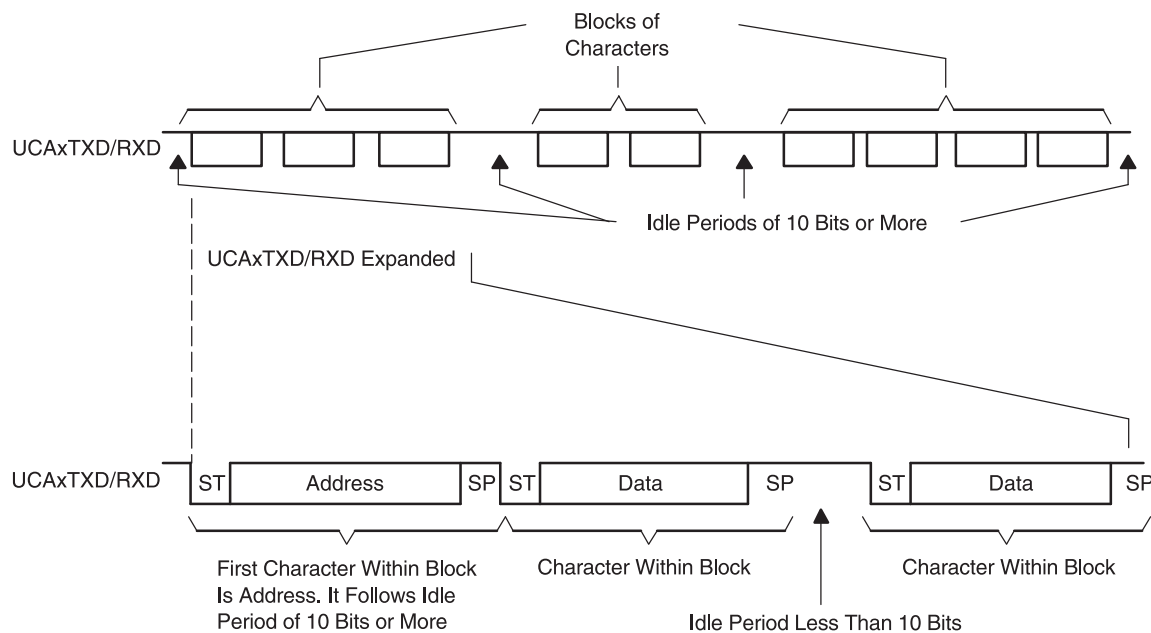 Blocks of
Characters
UCAxTXD/RXD
Idle Periods of 10 Bits or More
UCAxTXD/RXD Expanded
UCAxTXD/RXD
ST
Address
SP
ST
Data
SP
ST
Data
SP
First Character Within Block
Is Address. It Follows Idle
Period of 10 Bits or More
Character Within Block
Character Within Block
Idle Period Less Than 10 Bits